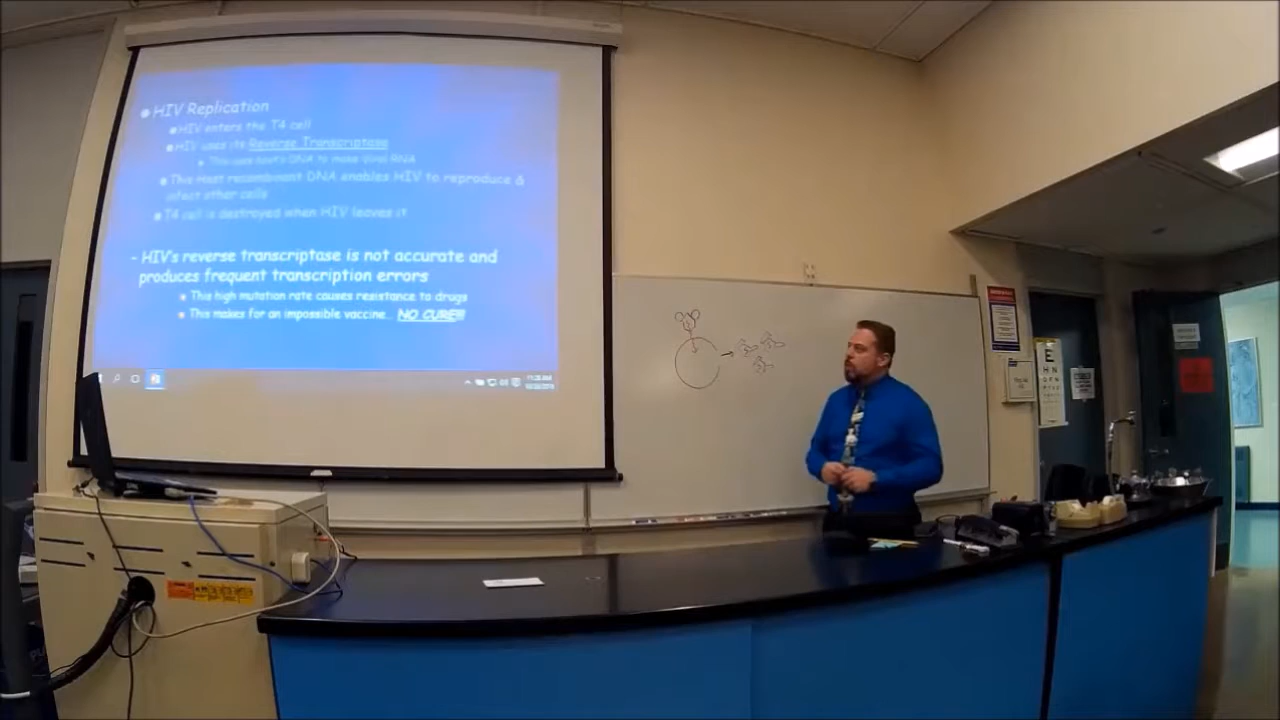 HIV Replication
HIV enters the T4 cell
HIV uses its Reverse Transcriptase
This uses host's DNA to make Viral RNA
This Host recombinant DNA enables HIV to reproduce &
infect other cells
T4 cell is destroyed when HIV leaves it
- HIV's reverse transcriptase is not accurate and
produces frequent transcription errors
This high mutation rate causes resistance to drugs
This makes for an impossible vaccine... NO CURE!!!
E
H N